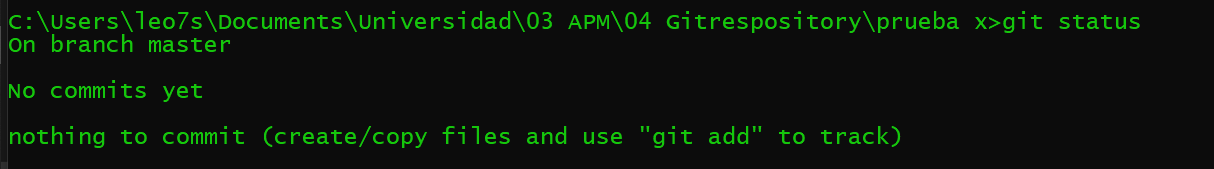 C:\Users\leo7s\Documents\Universidad\03 APM\04 Gitrespository\prueba x>git status
On branch master
No commits yet
nothing to commit (create/copy files and use "git add" to track)